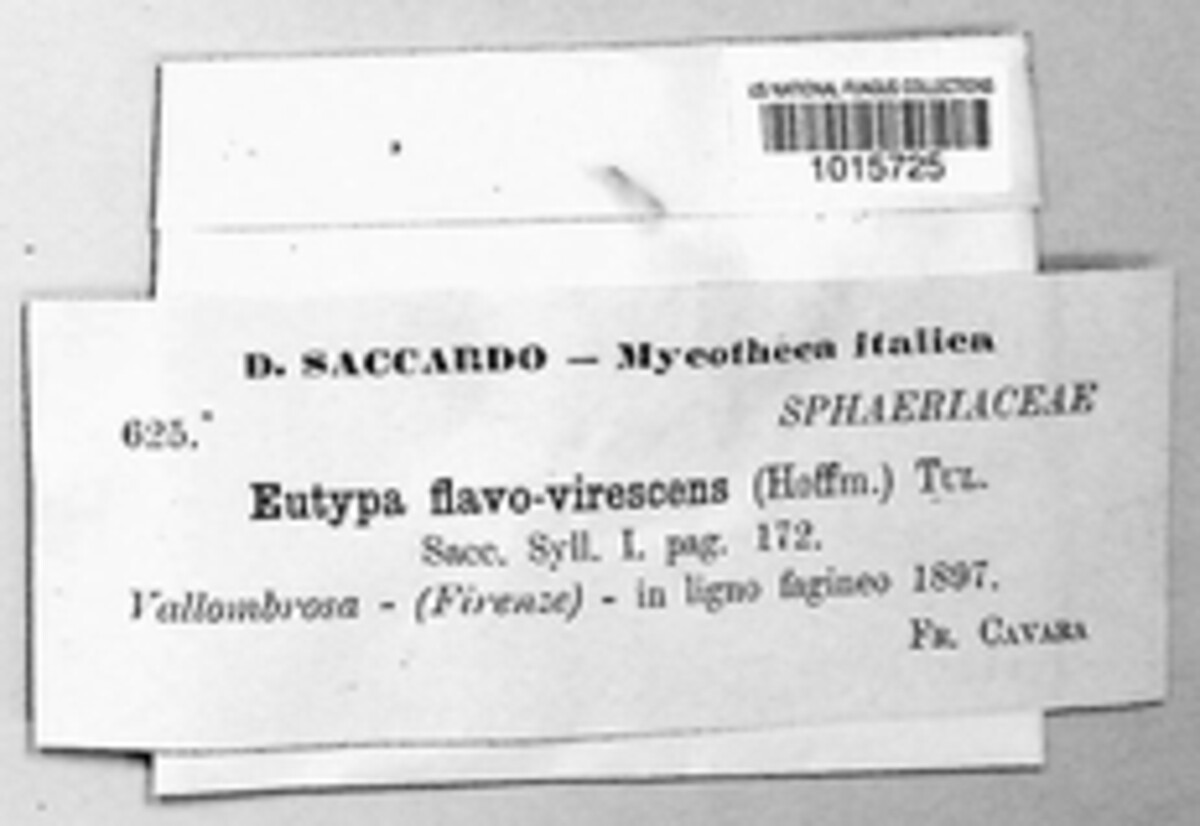 US NATIONAL FUNGUS COLLECTIONS
1015725
D. SACCARDO — Mycotheca italica
625.* SPHAERIACEAE
Eutypa flavo-virescens (Hoffm.) Tul.
Sacc. Syll. I. pag. 172.
Vallombrosa - (Firenze) - in ligno fagineo 1897.
FR. CAVARA